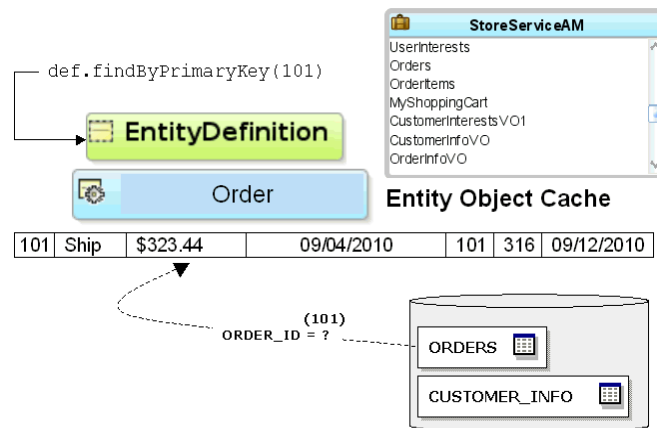 StoreServiceAM
UserInterests
Orders
OrderItems
MyShoppingCart
CustomerInterestsVO1
CustomerInfoVO
OrderInfoVO
def.findByPrimaryKey(101)
EntityDefinition
Order
Entity Object Cache
101 Ship $323.44 09/04/2010 101 316 09/12/2010
(101)
ORDER_ID = ?
ORDERS
CUSTOMER_INFO